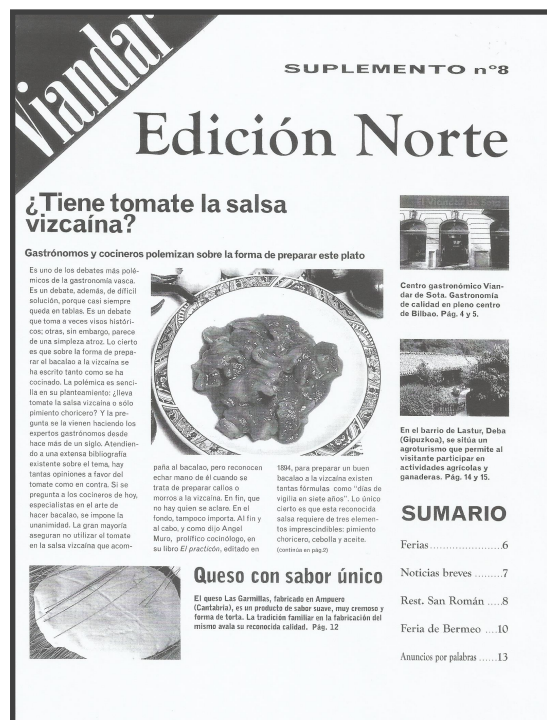 Viandar
SUPLEMENTO nº8
Edición Norte
¿Tiene tomate la salsa
vizcaína?
Gastrónomos y cocineros polemizan sobre la forma de preparar este plato
Es uno de los debates más polé-
micos de la gastronomía vasca.
Es un debate, además, de difícil
solución, porque casi siempre
queda en tablas. Es un debate
que toma a veces visos históri-
cos; otras, sin embargo, parece
de una simpleza atroz. Lo cierto
es que sobre la forma de prepa-
rar el bacalao a la vizcaína se
ha escrito tanto como se ha
cocinado. La polémica es senci-
lla en su planteamiento: ¿lleva
tomate la salsa vizcaína o sólo
pimiento choricero? Y la pre-
gunta se la vienen haciendo los
expertos gastrónomos desde
hace más de un siglo. Atendien-
do a una extensa bibliografía
existente sobre el tema, hay
tantas opiniones a favor del
tomate como en contra. Si se
pregunta a los cocineros de hoy,
especialistas en el arte de
hacer bacalao, se impone la
unanimidad. La gran mayoría
aseguran no utilizar el tomate
en la salsa vizcaína que acom-
paña al bacalao, pero reconocen
echar mano de él cuando se
trata de preparar callos o
morros a la vizcaína. En fin, que
no hay quien se aclare. En el
fondo, tampoco importa. Al fin y
al cabo, y como dijo Angel
Muro, prolífico cocinólogo, en
su libro El practicón, editado en
1894, para preparar un buen
bacalao a la vizcaína existen
tantas fórmulas como "días de
vigilia en siete años". Lo único
cierto es que esta reconocida
salsa requiere de tres elemen-
tos imprescindibles: pimiento
choricero, cebolla y aceite.
(continúa en pág.2)
El Viandar de Sota
Centro gastronómico Vian-
dar de Sota. Gastronomía
de calidad en pleno centro
de Bilbao. Pág. 4 y 5.
En el barrio de Lastur, Deba
(Gipuzkoa), se sitúa un
agroturismo que permite al
visitante participar en
actividades agrícolas y
ganaderas. Pág. 14 y 15.
SUMARIO
Ferias......................6
Noticias breves .........7
Rest. San Román .....8
Feria de Bermeo ....10
Anuncios por palabras ......13
Queso con sabor único
El queso Las Garmillas, fabricado en Ampuero
(Cantabria), es un producto de sabor suave, muy cremoso y
forma de torta. La tradición familiar en la fabricación del
mismo avala su reconocida calidad. Pág. 12